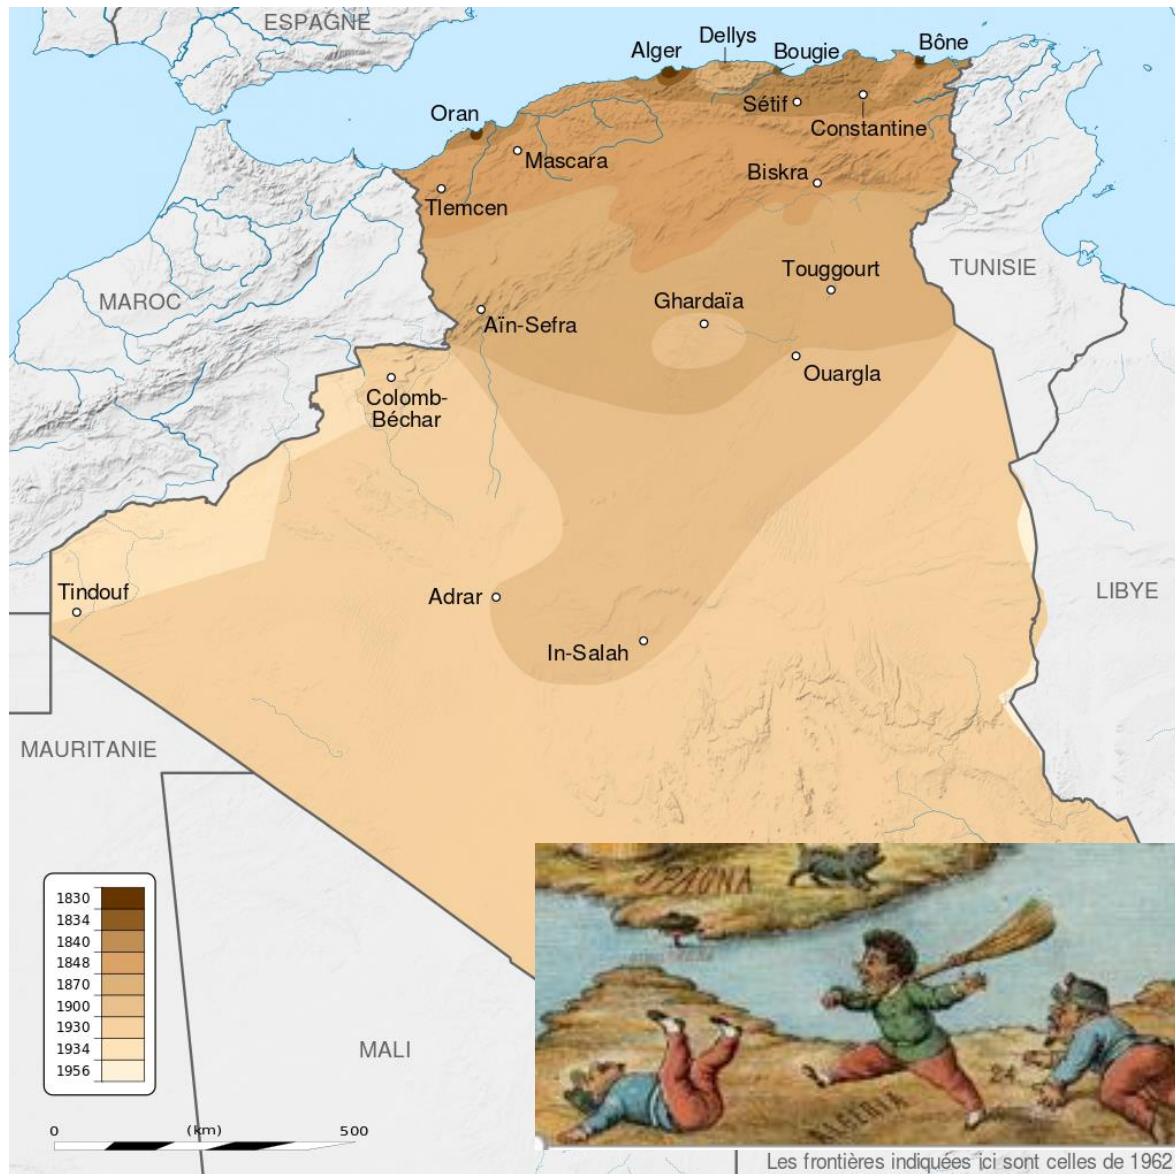 ESPAGNE
Dellys
Alger
Bougie
Bône
Sétif
Oran
Constantine
Mascara
Biskra
Tlemcen
Touggourt
TUNISIE
Ghardaïa
MAROC
Aïn-Sefra
Ouargla
Colomb-
Béchar
Tindouf
Adrar
LIBYE
In-Salah
MAURITANIE
SPAGNA
1830
1834
1840
1848
1870
1900
1930
1934
1956
MALI
24
ALGERIA
0 (km) 500
Les frontières indiquées ici sont celles de 1962